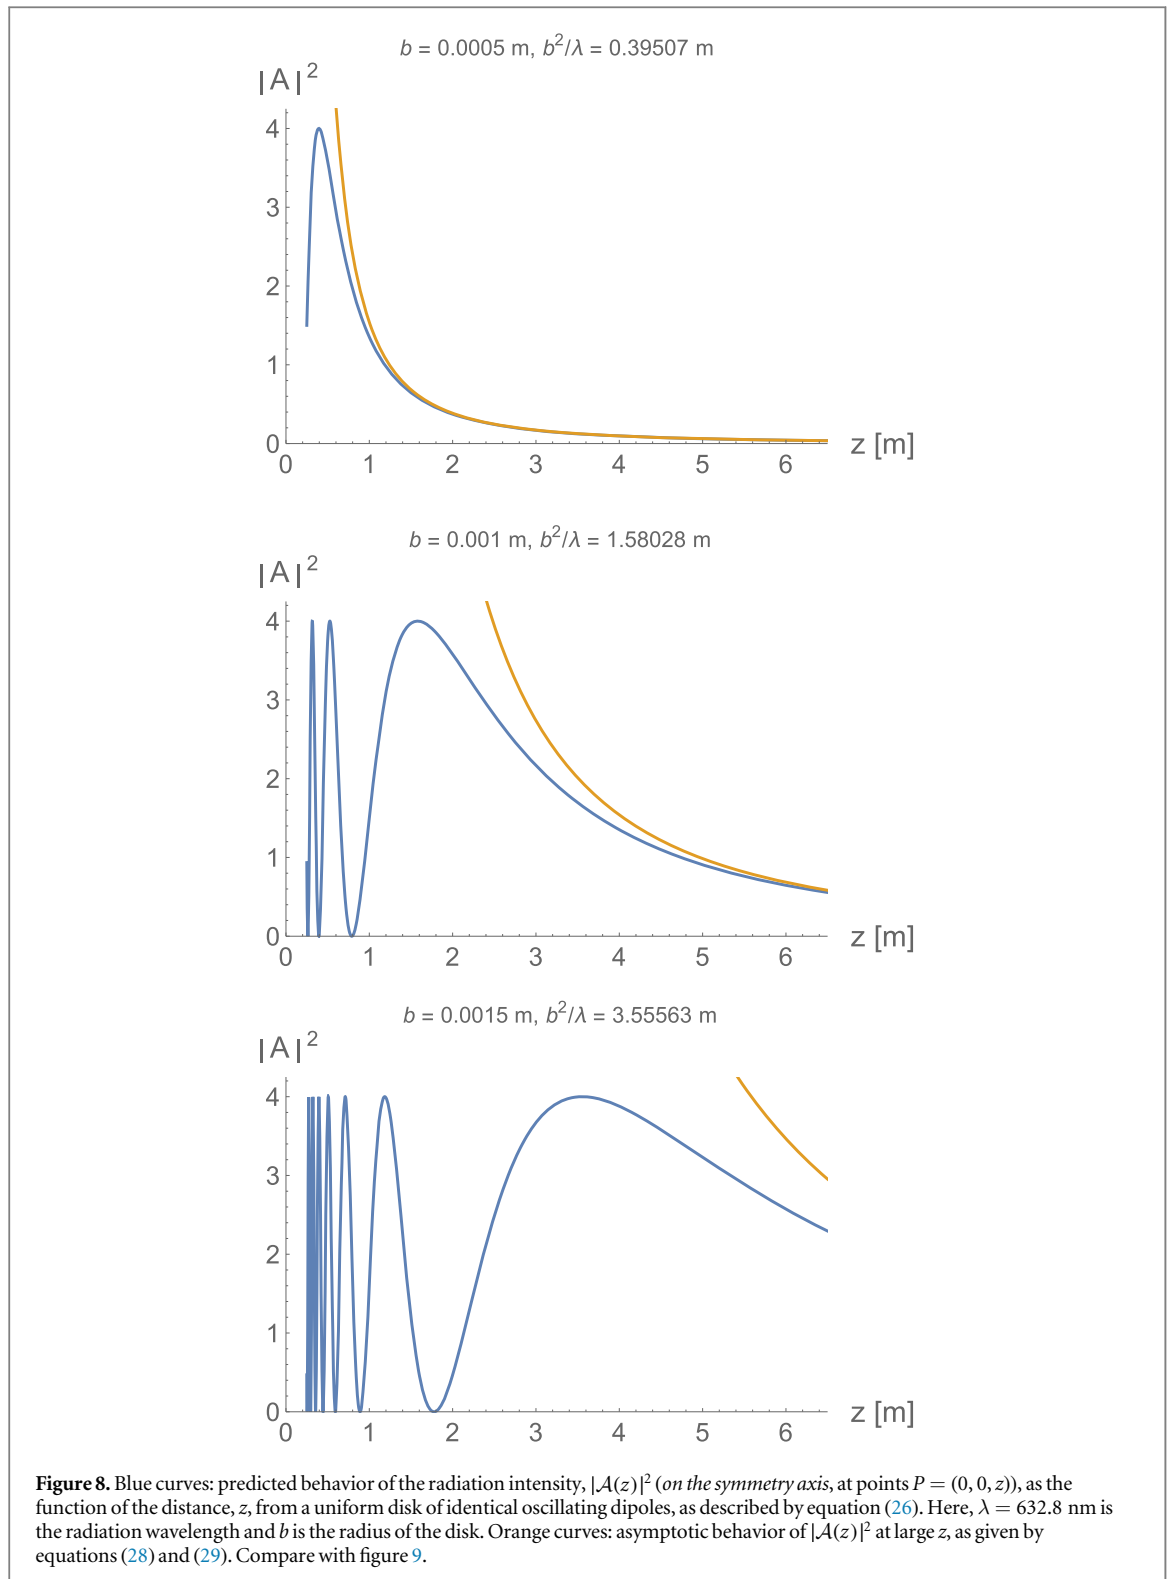 b = 0.0005 m, b²/λ = 0.39507 m
|A|²
4
3
2
1
0
0 1 2 3 4 5 6 z [m]
b = 0.001 m, b²/λ = 1.58028 m
|A|²
4
3
2
1
0
0 1 2 3 4 5 6 z [m]
b = 0.0015 m, b²/λ = 3.55563 m
|A|²
4
3
2
1
0
0 1 2 3 4 5 6 z [m]
Figure 8. Blue curves: predicted behavior of the radiation intensity, |𝒜(z)|² (on the symmetry axis, at points P = (0, 0, z)), as the
function of the distance, z, from a uniform disk of identical oscillating dipoles, as described by equation (26). Here, λ = 632.8 nm is
the radiation wavelength and b is the radius of the disk. Orange curves: asymptotic behavior of |𝒜(z)|² at large z, as given by
equations (28) and (29). Compare with figure 9.